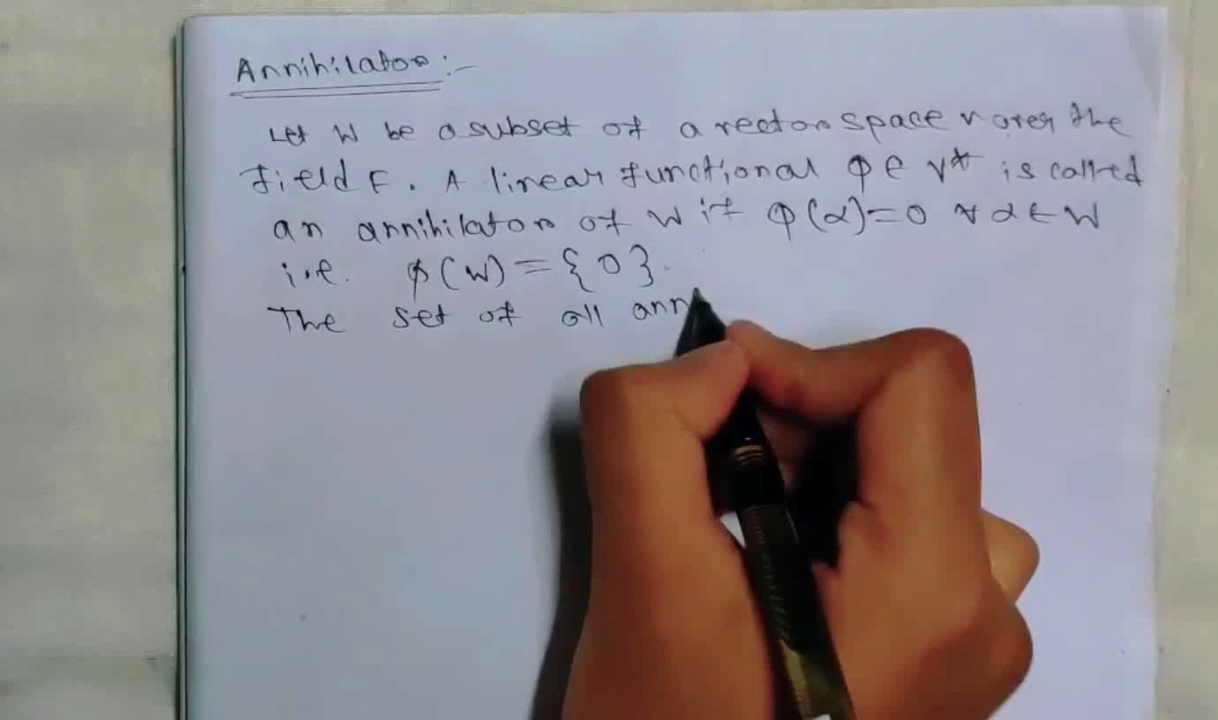 Annihilator :-
Let W be a subset of a vector space V over the
field F. A linear functional φ ∈ V* is called
an annihilator of W if φ(α)=0 ∀ α ∈ W
i.e. φ(W) = {0}.
The set of all ann